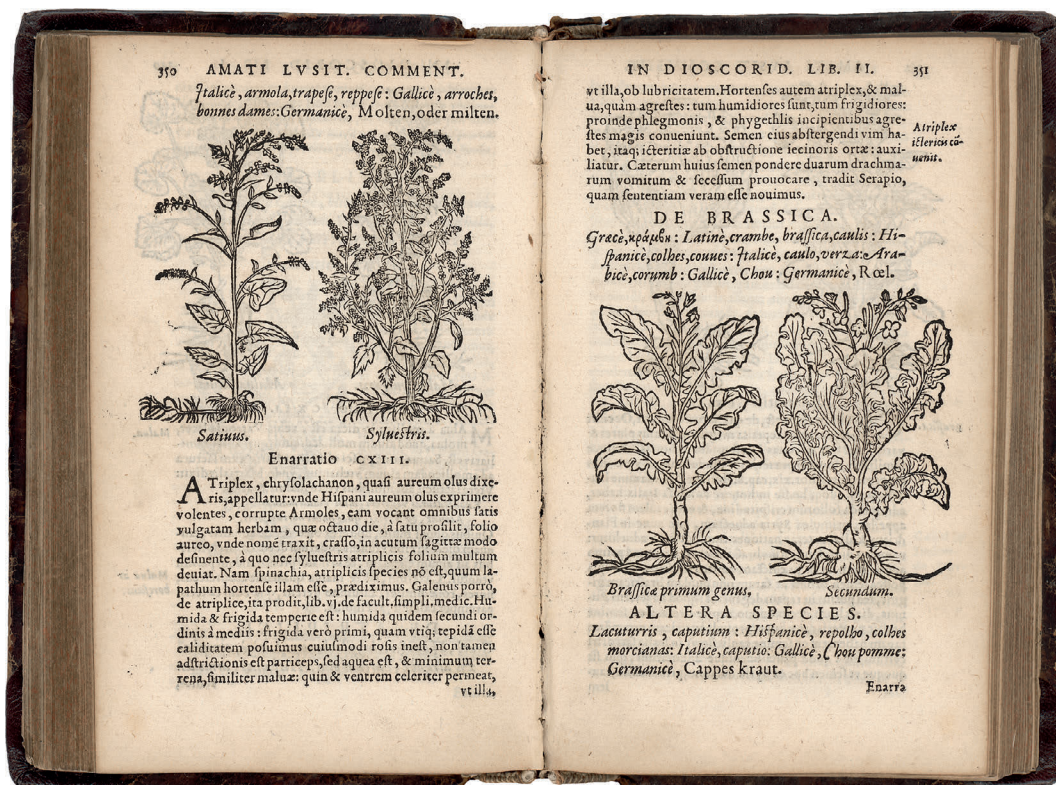 350 AMATI LVSIT. COMMENT.
Italicè, armola, trapese, reppese: Gallicè, arroches,
bonnes dames: Germanicè, Molten, oder milten.
Satiuus. Syluestris.
Enarratio CXIII.
ATriplex, chrysolachanon, quasi aureum olus dixe-
ris, appellatur: vnde Hispani aureum olus exprimere
volentes, corrupte Armoles, eam vocant omnibus satis
vulgatam herbam, quæ octauo die, à satu prosilit, folio
aureo, vnde nomē traxit, crasso, in acutum sagittæ modo
desinente, à quo nec syluestris atriplicis folium multum
deuiat. Nam spinachia, atriplicis species nō est, quum la-
pathum hortense illam esse, prædiximus. Galenus porrò,
de atriplice, ita prodit, lib. vj. de facult. simpli. medic. Hu-
mida & frigida temperie est: humida quidem secundi or-
dinis à mediis: frigida verò primi, quam vtiq; tepidā esse
caliditatem posuimus cuiusmodi rosis inest, non tamen
adstrictionis est particeps, sed aquea est, & minimum ter-
rena, similiter maluæ: quin & ventrem celeriter permeat,
vt illa,
IN DIOSCORID. LIB. II. 351
vt illa, ob lubricitatem. Hortenses autem atriplex, & mal-
ua, quàm agrestes: tum humidiores sunt, tum frigidiores:
proinde phlegmonis, & phygethlis incipientibus agre-
stes magis conueniunt. Semen eius abstergendi vim ha-
bet, itaq; icteritiæ ab obstructione iecinoris ortæ: auxi-
liatur. Cæterum huius semen pondere duarum drachma-
rum vomitum & secessum prouocare, tradit Serapio,
quam sententiam veram esse nouimus.
Atriplex
ictericis cō-
uenit.
DE BRASSICA.
Græcè, κράμβη: Latinè, crambe, brassica, caulis: Hi-
spanicè, colhes, couues: Italicè, caulo, verza: Ara-
bicè, corumb: Gallicè, Chou: Germanicè, Rœl.
Brassicæ primum genus. Secundum.
ALTERA SPECIES.
Lacuturris, caputium: Hispanicè, repolho, colhes
morcianas: Italicè, caputio: Gallicè, Chou pomme:
Germanicè, Cappes kraut.
Enarra